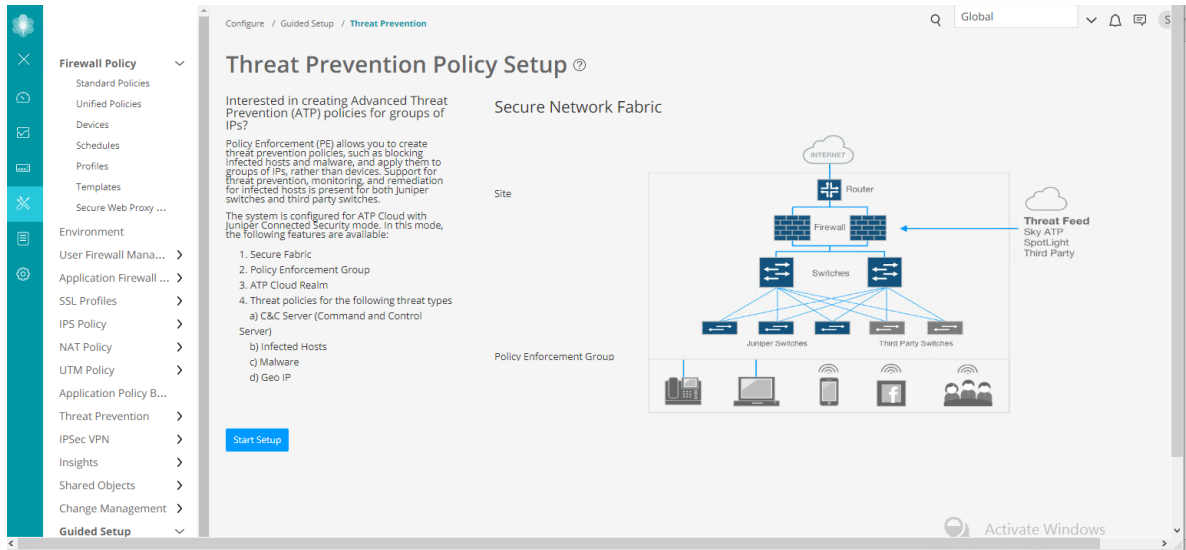 Configure / Guided Setup / Threat Prevention
Global
S
Firewall Policy
Standard Policies
Unified Policies
Devices
Schedules
Profiles
Templates
Secure Web Proxy ...
Environment
User Firewall Mana...
Application Firewall ...
SSL Profiles
IPS Policy
NAT Policy
UTM Policy
Application Policy B...
Threat Prevention
IPSec VPN
Insights
Shared Objects
Change Management
Guided Setup
Threat Prevention Policy Setup
Interested in creating Advanced Threat
Prevention (ATP) policies for groups of
IPs?
Policy Enforcement (PE) allows you to create
threat prevention policies, such as blocking
infected hosts and malware, and apply them to
groups of IPs, rather than devices. Support for
threat prevention, monitoring, and remediation
for infected hosts is present for both Juniper
switches and third party switches.
The system is configured for ATP Cloud with
Juniper Connected Security mode. In this mode,
the following features are available:
1. Secure Fabric
2. Policy Enforcement Group
3. ATP Cloud Realm
4. Threat policies for the following threat types
a) C&C Server (Command and Control
Server)
b) Infected Hosts
c) Malware
d) Geo IP
Start Setup
Secure Network Fabric
INTERNET
Site
Router
Firewall
Threat Feed
Sky ATP
SpotLight
Third Party
Switches
Juniper Switches
Third Party Switches
Policy Enforcement Group
Activate Windows